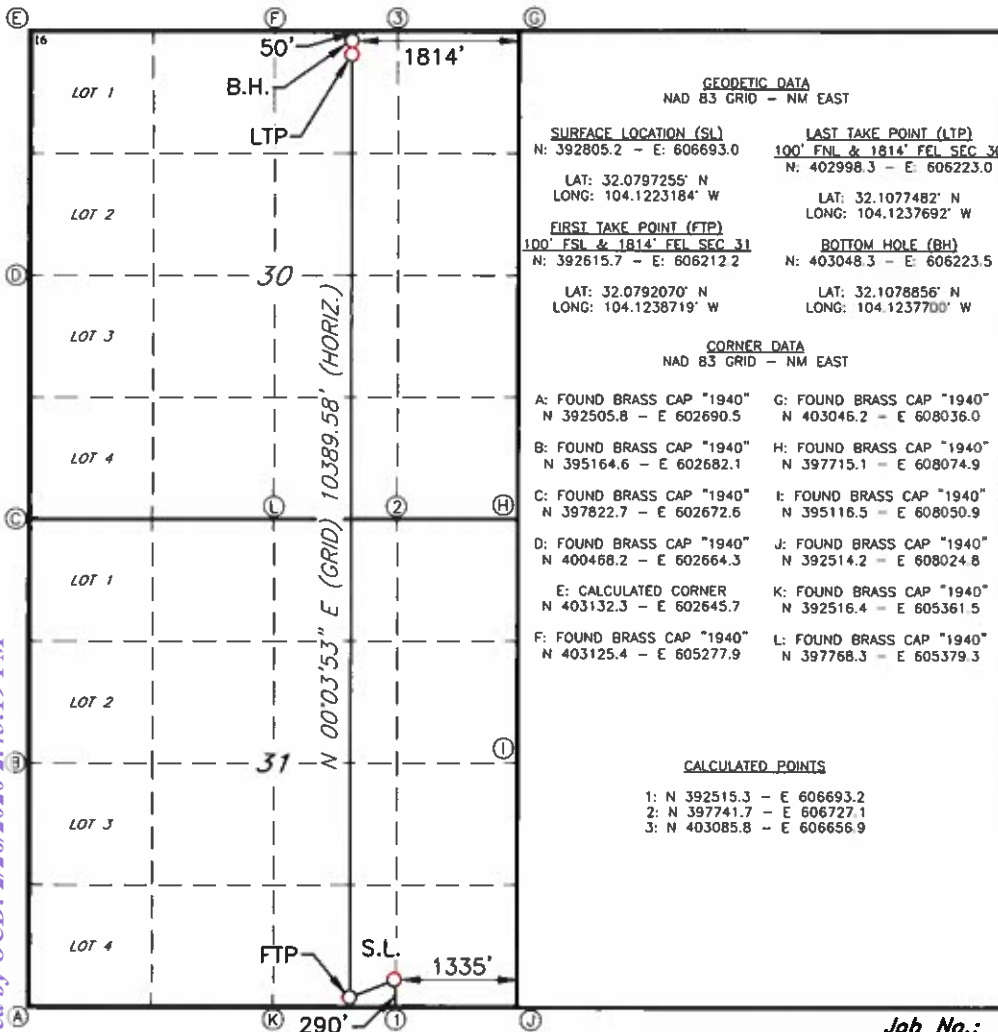 E
F
3
G
16
50'
1814'
B.H.
LTP
LOT 1
LOT 2
D
30
LOT 3
LOT 4
C
L
2
H
N 00°03'53" E (GRID) 10389.58' (HORIZ.)
LOT 1
LOT 2
B
31
I
LOT 3
LOT 4
FTP
S.L.
1335'
A
K
290'
1
J
GEODETIC DATA
NAD 83 GRID - NM EAST
SURFACE LOCATION (SL)
N: 392805.2 - E: 606693.0
LAT: 32.0797255° N
LONG: 104.1223184° W
FIRST TAKE POINT (FTP)
100' FSL & 1814' FEL SEC 31
N: 392615.7 - E: 606212.2
LAT: 32.0792070° N
LONG: 104.1238719° W
LAST TAKE POINT (LTP)
100' FNL & 1814' FEL SEC 30
N: 402998.3 - E: 606223.0
LAT: 32.1077482° N
LONG: 104.1237692° W
BOTTOM HOLE (BH)
N: 403048.3 - E: 606223.5
LAT: 32.1078856° N
LONG: 104.1237700° W
CORNER DATA
NAD 83 GRID - NM EAST
A: FOUND BRASS CAP "1940"
N 392505.8 - E 602690.5
B: FOUND BRASS CAP "1940"
N 395164.6 - E 602682.1
C: FOUND BRASS CAP "1940"
N 397822.7 - E 602672.6
D: FOUND BRASS CAP "1940"
N 400468.2 - E 602664.3
E: CALCULATED CORNER
N 403132.3 - E 602645.7
F: FOUND BRASS CAP "1940"
N 403125.4 - E 605277.9
G: FOUND BRASS CAP "1940"
N 403046.2 - E 608036.0
H: FOUND BRASS CAP "1940"
N 397715.1 - E 608074.9
I: FOUND BRASS CAP "1940"
N 395116.5 - E 608050.9
J: FOUND BRASS CAP "1940"
N 392514.2 - E 608024.8
K: FOUND BRASS CAP "1940"
N 392516.4 - E 605361.5
L: FOUND BRASS CAP "1940"
N 397768.3 - E 605379.3
CALCULATED POINTS
1: N 392515.3 - E 606693.2
2: N 397741.7 - E 606727.1
3: N 403085.8 - E 606656.9
Job No.:
by OCD: 2/26/2020
PM